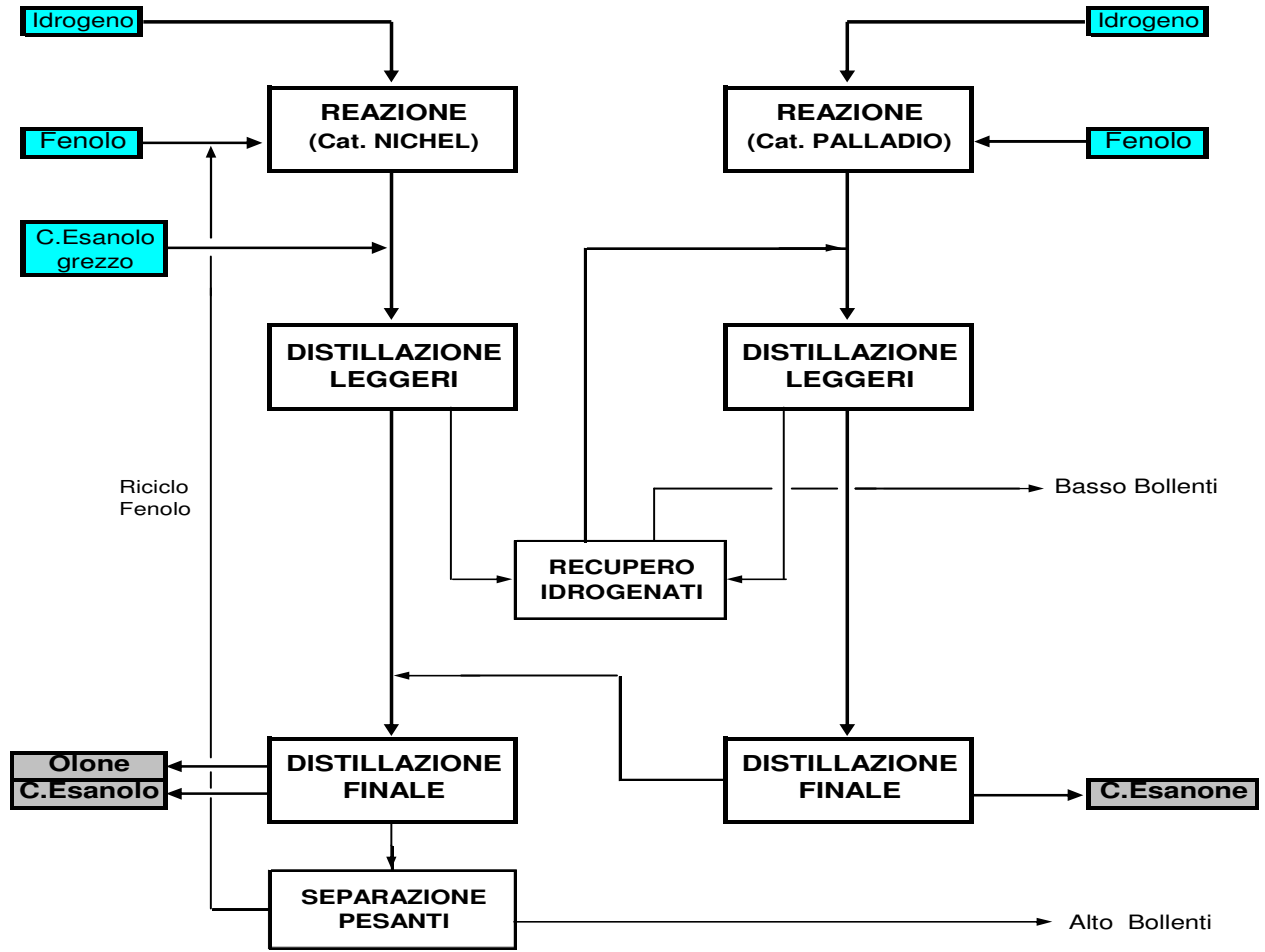 Idrogeno
Idrogeno
REAZIONE
(Cat. NICHEL)
REAZIONE
(Cat. PALLADIO)
Fenolo
Fenolo
C.Esanolo
grezzo
DISTILLAZIONE
LEGGERI
DISTILLAZIONE
LEGGERI
Riciclo
Fenolo
Basso Bollenti
RECUPERO
IDROGENATI
Olone
C.Esanolo
DISTILLAZIONE
FINALE
DISTILLAZIONE
FINALE
C.Esanone
SEPARAZIONE
PESANTI
Alto Bollenti